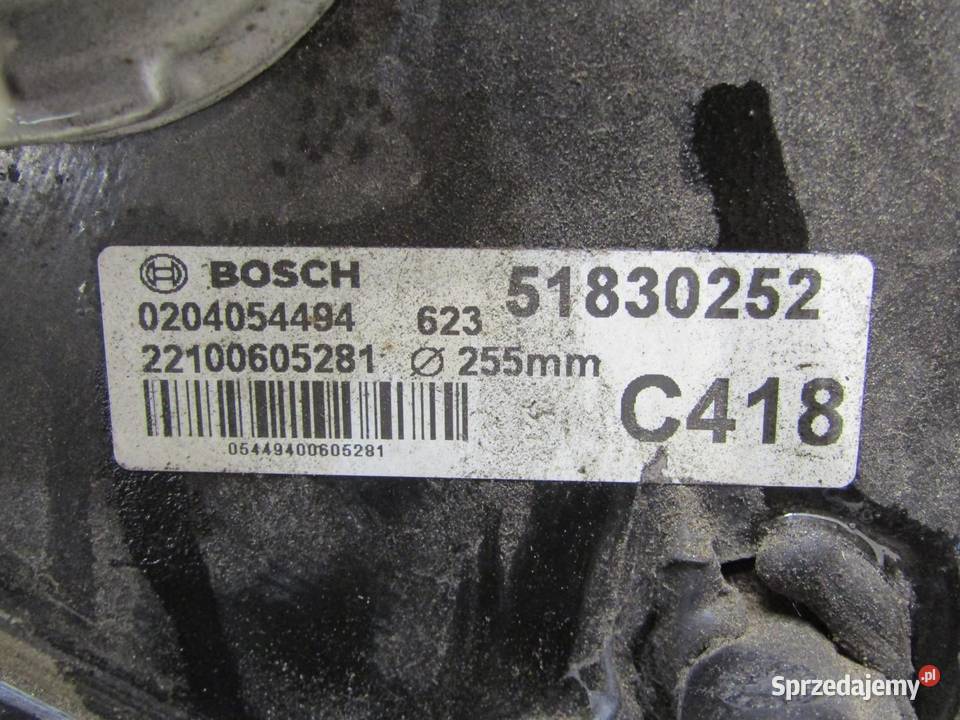 BOSCH 51830252
0204054494 623
22100605281 Ø 255mm
C418
05449400605281
Sprzedajemy.pl